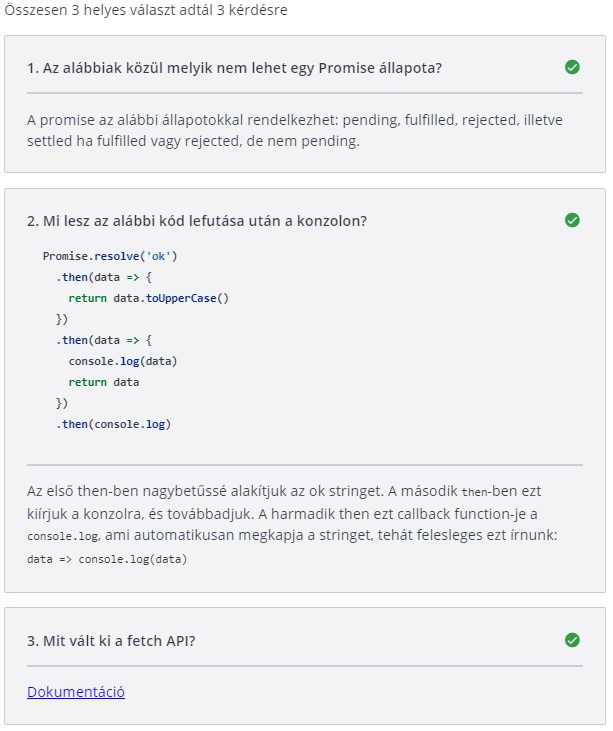 Összesen 3 helyes választ adtál 3 kérdésre
1. Az alábbiak közül melyik nem lehet egy Promise állapota?
A promise az alábbi állapotokkal rendelkezhet: pending, fulfilled, rejected, illetve
settled ha fulfilled vagy rejected, de nem pending.
2. Mi lesz az alábbi kód lefutása után a konzolon?
Promise.resolve('ok')
  .then(data => {
    return data.toUpperCase()
  })
  .then(data => {
    console.log(data)
    return data
  })
  .then(console.log)
Az első then-ben nagybetűssé alakítjuk az ok stringet. A második then-ben ezt
kiírjuk a konzolra, és továbbadjuk. A harmadik then ezt callback function-je a
console.log, ami automatikusan megkapja a stringet, tehát felesleges ezt írnunk:
data => console.log(data)
3. Mit vált ki a fetch API?
Dokumentáció